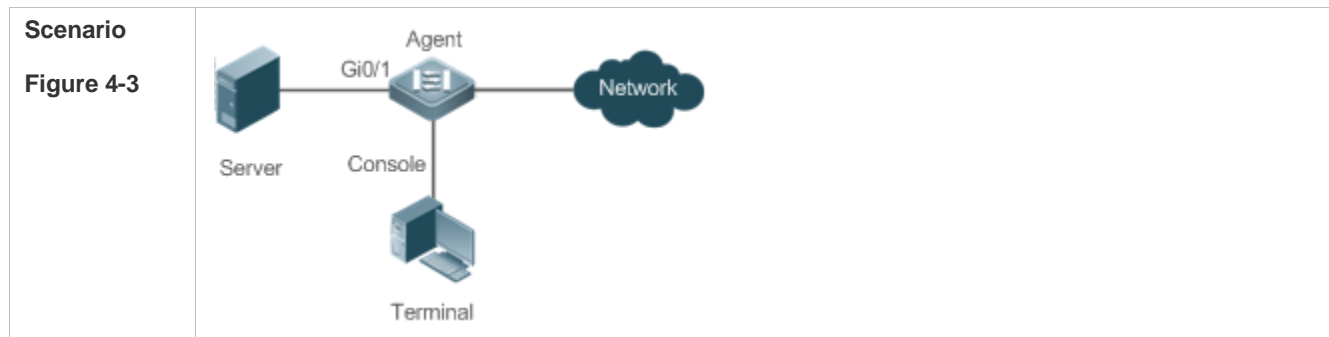 Scenario
Figure 4-3
Agent
Gi0/1
Network
Server
Console
Terminal